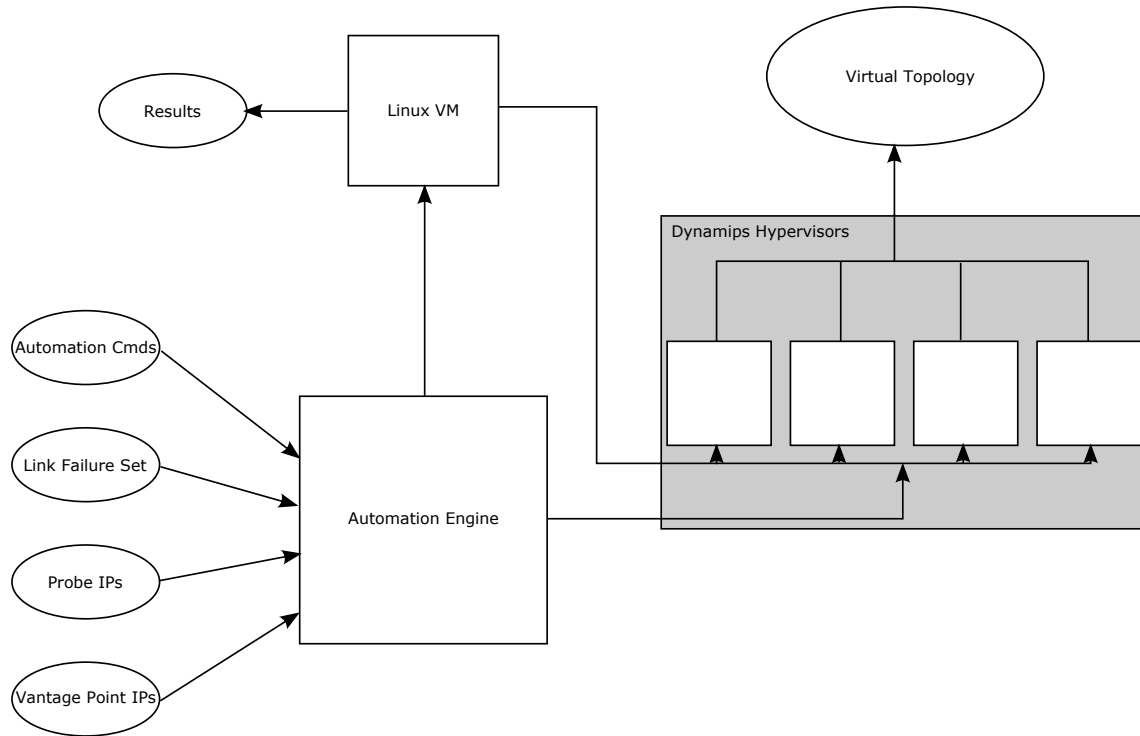 Virtual Topology
Results
Linux VM
Dynamips Hypervisors
Automation Cmds
Link Failure Set
Automation Engine
Probe IPs
Vantage Point IPs